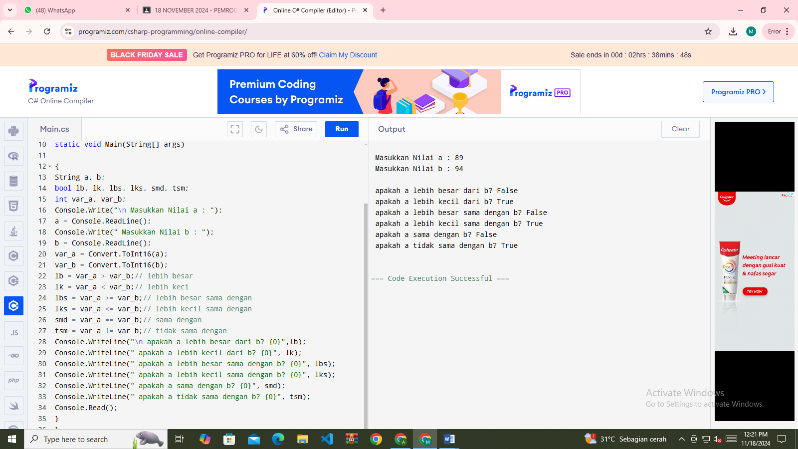 (48) WhatsApp
18 NOVEMBER 2024 - PEMROG
Online C# Compiler (Editor) - P
programiz.com/csharp-programming/online-compiler/
M
Error
BLACK FRIDAY SALE Get Programiz PRO for LIFE at 60% off! Claim My Discount
Sale ends in 00d : 02hrs : 38mins : 48s
Programiz
C# Online Compiler
Premium Coding
Courses by Programiz
Programiz PRO
Programiz PRO
Main.cs
Share
Run
Output
Clear
10 static void Main(String[] args)
11
12 {
13 String a, b;
14 bool lb, lk, lbs, lks, smd, tsm;
15 int var_a, var_b;
16 Console.Write("\n Masukkan Nilai a : ");
17 a = Console.ReadLine();
18 Console.Write(" Masukkan Nilai b : ");
19 b = Console.ReadLine();
20 var_a = Convert.ToInt16(a);
21 var_b = Convert.ToInt16(b);
22 lb = var_a > var_b;// lebih besar
23 lk = var_a < var_b;// lebih keci
24 lbs = var_a >= var_b;// lebih besar sama dengan
25 lks = var_a <= var_b;// lebih kecil sama dengan
26 smd = var_a == var_b;// sama dengan
27 tsm = var_a != var_b;// tidak sama dengan
28 Console.WriteLine("\n apakah a lebih besar dari b? {0}",lb);
29 Console.WriteLine(" apakah a lebih kecil dari b? {0}", lk);
30 Console.WriteLine(" apakah a lebih besar sama dengan b? {0}", lbs);
31 Console.WriteLine(" apakah a lebih kecil sama dengan b? {0}", lks);
32 Console.WriteLine(" apakah a sama dengan b? {0}", smd);
33 Console.WriteLine(" apakah a tidak sama dengan b? {0}", tsm);
34 Console.Read();
35 }
Masukkan Nilai a : 89
Masukkan Nilai b : 94
apakah a lebih besar dari b? False
apakah a lebih kecil dari b? True
apakah a lebih besar sama dengan b? False
apakah a lebih kecil sama dengan b? True
apakah a sama dengan b? False
apakah a tidak sama dengan b? True
=== Code Execution Successful ===
JS
php
Colgate
Meeting lancar
dengan gusi kuat
& nafas segar
Total
Activate Windows
Go to Settings to activate Windows.
Type here to search
31°C Sebagian cerah
12:21 PM
11/18/2024